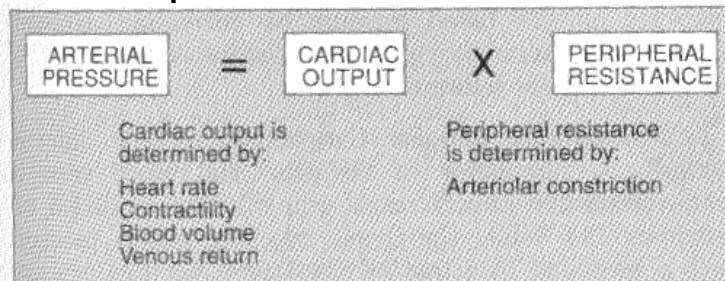 ARTERIAL PRESSURE = CARDIAC OUTPUT X PERIPHERAL RESISTANCE
Cardiac output is
determined by:
Heart rate
Contractility
Blood volume
Venous return
Peripheral resistance
is determined by:
Arteriolar constriction